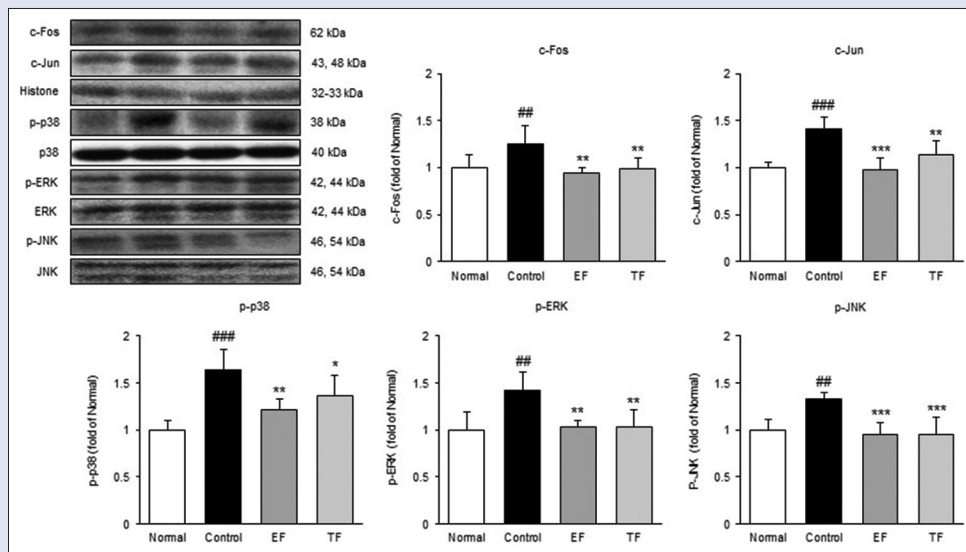 c-Fos 62 kDa
c-Jun 43, 48 kDa
Histone 32-33 kDa
p-p38 38 kDa
p38 40 kDa
p-ERK 42, 44 kDa
ERK 42, 44 kDa
p-JNK 46, 54 kDa
JNK 46, 54 kDa
c-Fos
c-Fos (fold of Normal)
2
1.5
1
0.5
0
##
**
**
Normal Control EF TF
c-Jun
c-Jun (fold of Normal)
2
1.5
1
0.5
0
###
***
**
Normal Control EF TF
p-p38
p-p38 (fold of Normal)
2
1.5
1
0.5
0
###
**
*
Normal Control EF TF
p-ERK
p-ERK (fold of Normal)
2
1.5
1
0.5
0
##
**
**
Normal Control EF TF
p-JNK
P-JNK (fold of Normal)
2
1.5
1
0.5
0
##
***
***
Normal Control EF TF